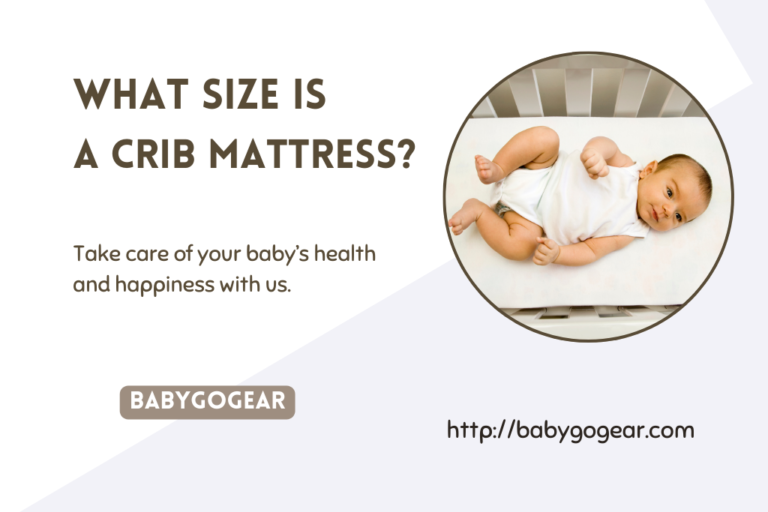 WHAT SIZE IS
A CRIB MATTRESS?
Take care of your baby's health
and happiness with us.
BABYGOGEAR
http://babygogear.com